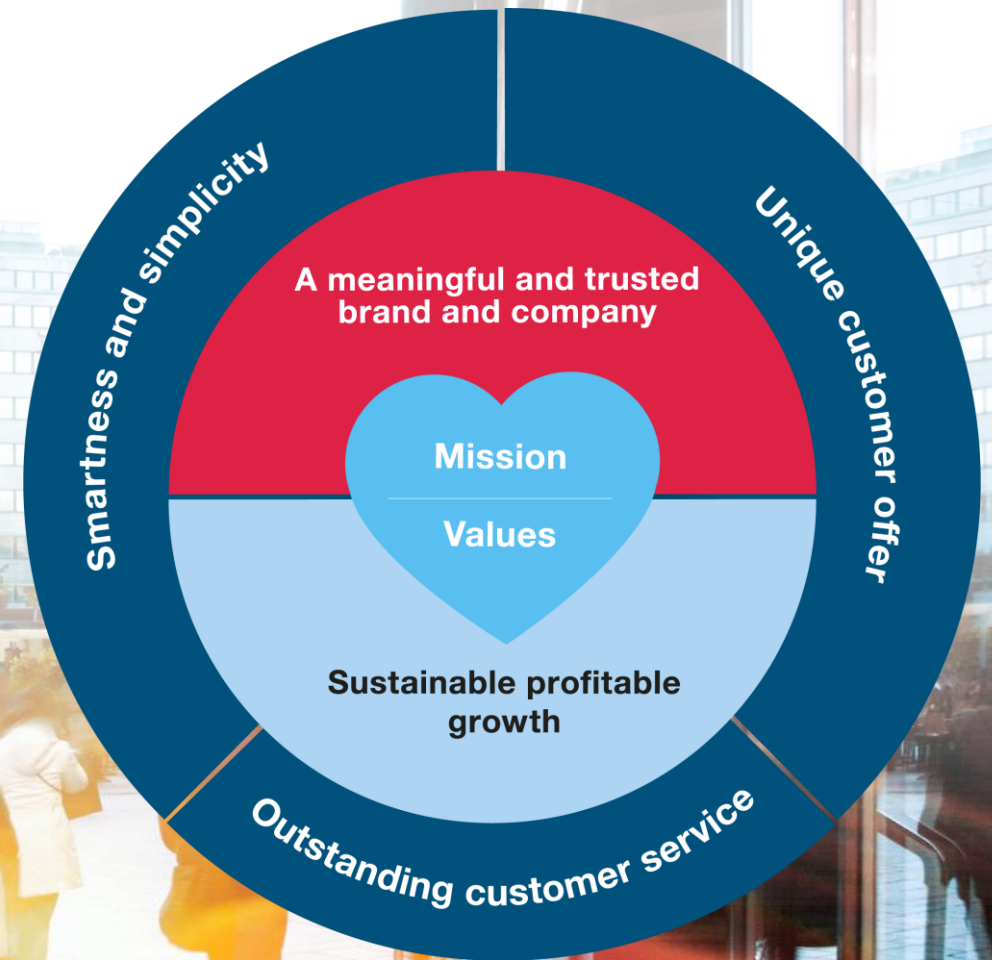 Smartness and simplicity
Unique customer offer
A meaningful and trusted
brand and company
Mission
Values
Sustainable profitable
growth
Outstanding customer service